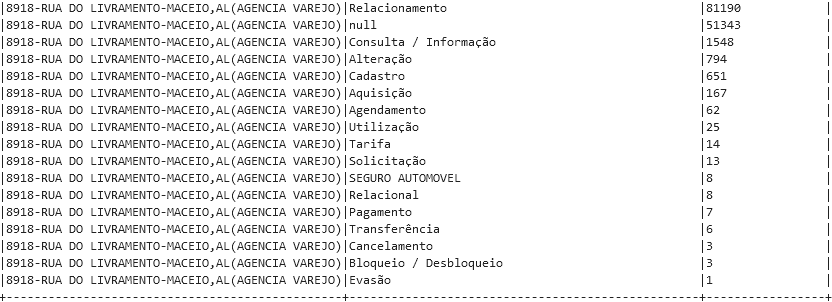 |8918-RUA DO LIVRAMENTO-MACEIO,AL(AGENCIA VAREJO)|Relacionamento |81190 |
|8918-RUA DO LIVRAMENTO-MACEIO,AL(AGENCIA VAREJO)|null |51343 |
|8918-RUA DO LIVRAMENTO-MACEIO,AL(AGENCIA VAREJO)|Consulta / Informação |1548 |
|8918-RUA DO LIVRAMENTO-MACEIO,AL(AGENCIA VAREJO)|Alteração |794 |
|8918-RUA DO LIVRAMENTO-MACEIO,AL(AGENCIA VAREJO)|Cadastro |651 |
|8918-RUA DO LIVRAMENTO-MACEIO,AL(AGENCIA VAREJO)|Aquisição |167 |
|8918-RUA DO LIVRAMENTO-MACEIO,AL(AGENCIA VAREJO)|Agendamento |62 |
|8918-RUA DO LIVRAMENTO-MACEIO,AL(AGENCIA VAREJO)|Utilização |25 |
|8918-RUA DO LIVRAMENTO-MACEIO,AL(AGENCIA VAREJO)|Tarifa |14 |
|8918-RUA DO LIVRAMENTO-MACEIO,AL(AGENCIA VAREJO)|Solicitação |13 |
|8918-RUA DO LIVRAMENTO-MACEIO,AL(AGENCIA VAREJO)|SEGURO AUTOMOVEL |8 |
|8918-RUA DO LIVRAMENTO-MACEIO,AL(AGENCIA VAREJO)|Relacional |8 |
|8918-RUA DO LIVRAMENTO-MACEIO,AL(AGENCIA VAREJO)|Pagamento |7 |
|8918-RUA DO LIVRAMENTO-MACEIO,AL(AGENCIA VAREJO)|Transferência |6 |
|8918-RUA DO LIVRAMENTO-MACEIO,AL(AGENCIA VAREJO)|Cancelamento |3 |
|8918-RUA DO LIVRAMENTO-MACEIO,AL(AGENCIA VAREJO)|Bloqueio / Desbloqueio |3 |
|8918-RUA DO LIVRAMENTO-MACEIO,AL(AGENCIA VAREJO)|Evasão |1 |